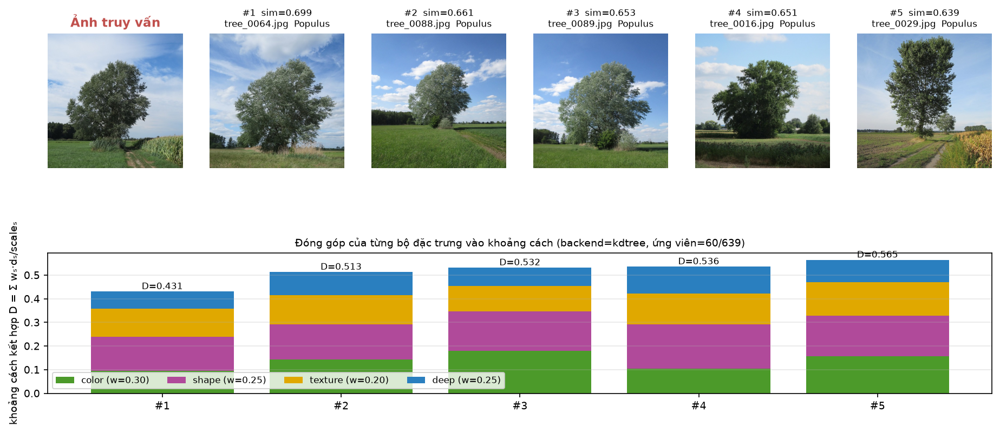 Ảnh truy vấn
#1  sim=0.699
tree_0064.jpg  Populus
#2  sim=0.661
tree_0088.jpg  Populus
#3  sim=0.653
tree_0089.jpg  Populus
#4  sim=0.651
tree_0016.jpg  Populus
#5  sim=0.639
tree_0029.jpg  Populus
Đóng góp của từng bộ đặc trưng vào khoảng cách (backend=kdtree, ứng viên=60/639)
khoảng cách kết hợp D = Σ wₛ·dₛ/scaleₛ
0.5
0.4
0.3
0.2
0.1
0.0
D=0.431
D=0.513
D=0.532
D=0.536
D=0.565
color (w=0.30)
shape (w=0.25)
texture (w=0.20)
deep (w=0.25)
#1
#2
#3
#4
#5